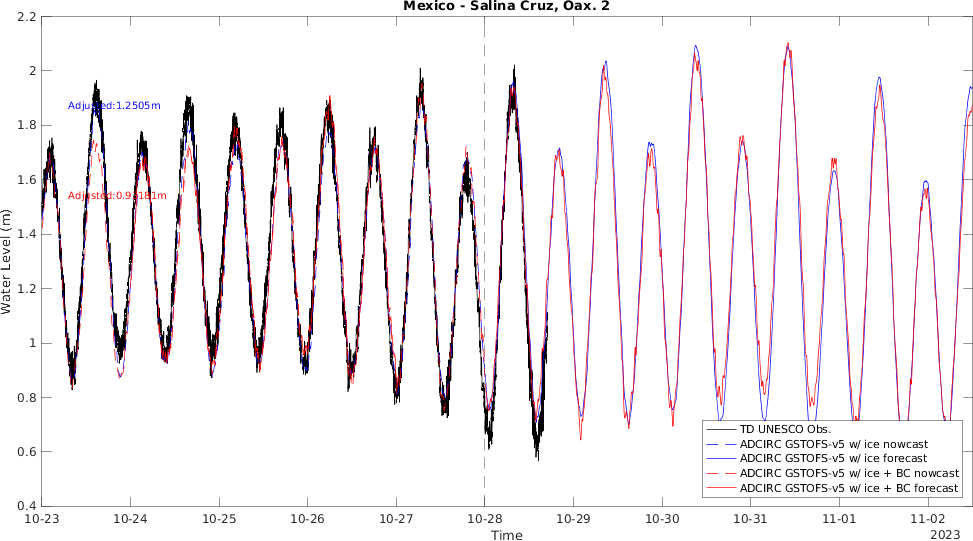 Mexico - Salina Cruz, Oax. 2
2.2
2
1.8
1.6
1.4
1.2
1
0.8
0.6
0.4
Water Level (m)
Adjusted:1.2505m
TD UNESCO Obs.
ADCIRC GSTOFS-v5 w/ ice nowcast
ADCIRC GSTOFS-v5 w/ ice forecast
ADCIRC GSTOFS-v5 w/ ice + BC nowcast
ADCIRC GSTOFS-v5 w/ ice + BC forecast
10-23
10-24
10-25
10-26
10-27
10-28
10-29
10-30
10-31
11-01
11-02
2023
Time